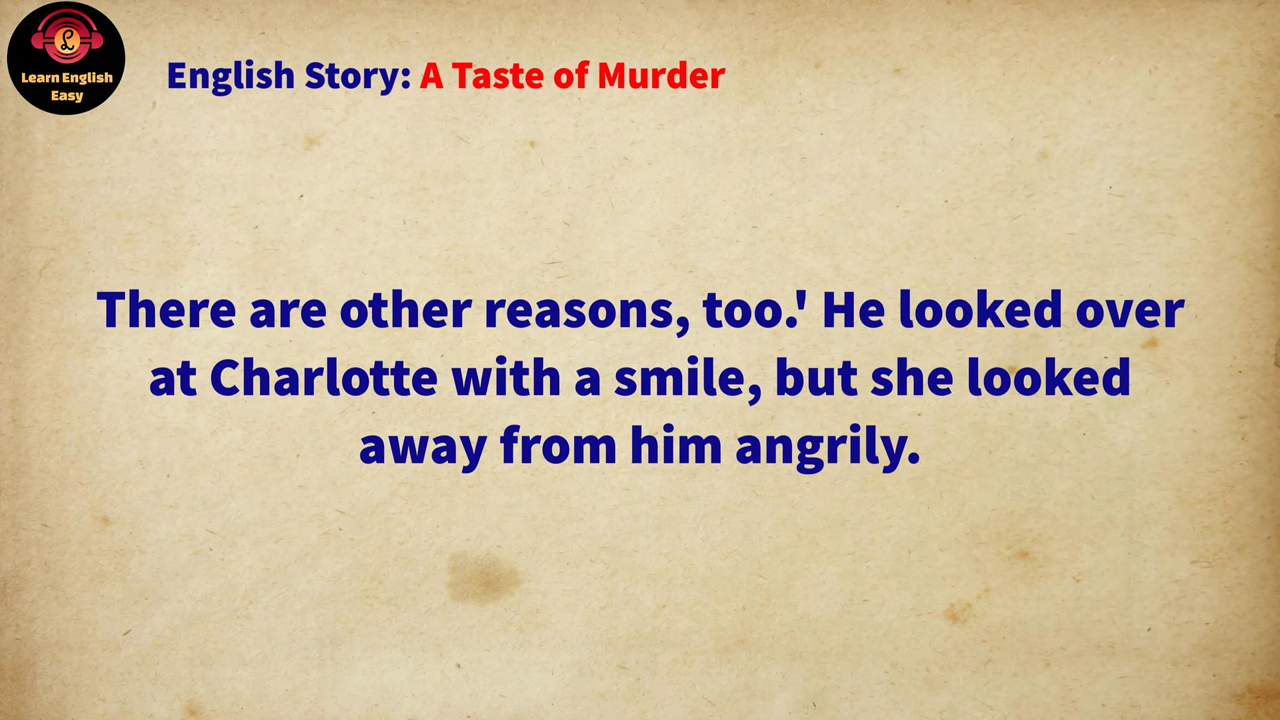 Learn English
Easy
English Story: A Taste of Murder
There are other reasons, too.' He looked over
at Charlotte with a smile, but she looked
away from him angrily.